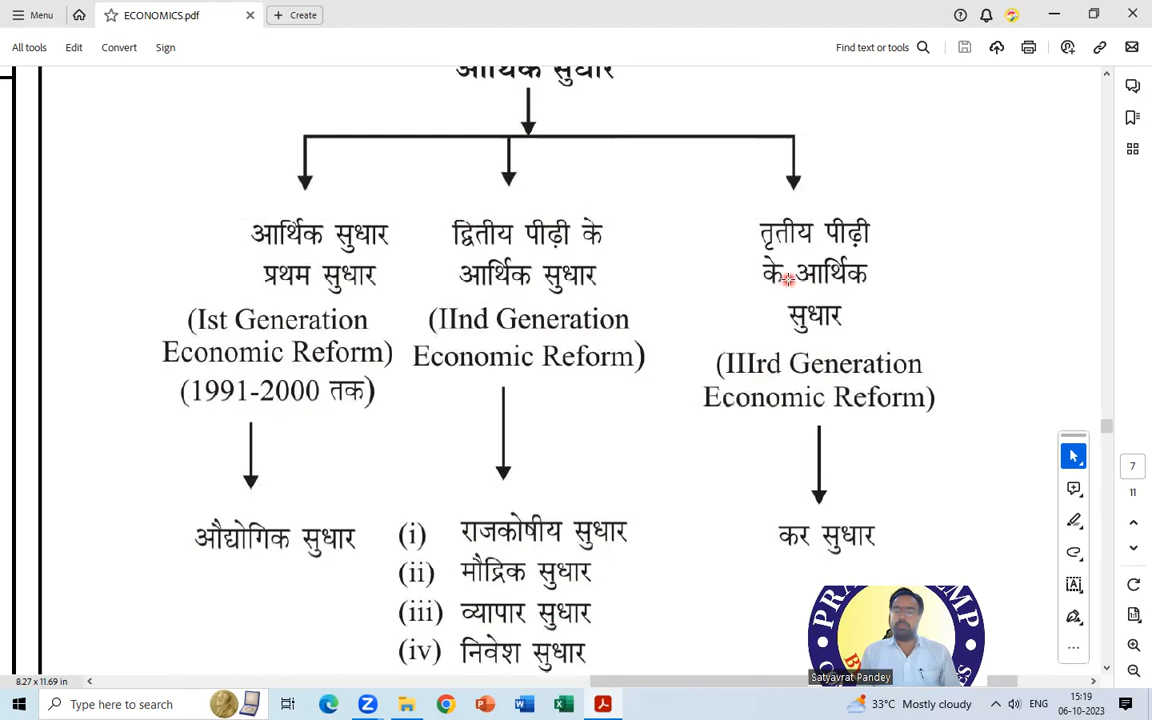 Menu
ECONOMICS.pdf
Create
All tools Edit Convert Sign
Find text or tools
आर्थिक सुधार
आर्थिक सुधार
प्रथम सुधार
(Ist Generation
Economic Reform)
(1991-2000 तक)
औद्योगिक सुधार
द्वितीय पीढ़ी के
आर्थिक सुधार
(IInd Generation
Economic Reform)
(i) राजकोषीय सुधार
(ii) मौद्रिक सुधार
(iii) व्यापार सुधार
(iv) निवेश सुधार
तृतीय पीढ़ी
के आर्थिक
सुधार
(IIIrd Generation
Economic Reform)
कर सुधार
7
11
Satyavrat Pandey
8.27 x 11.69 in
Type here to search
33°C Mostly cloudy
ENG
15:19
06-10-2023